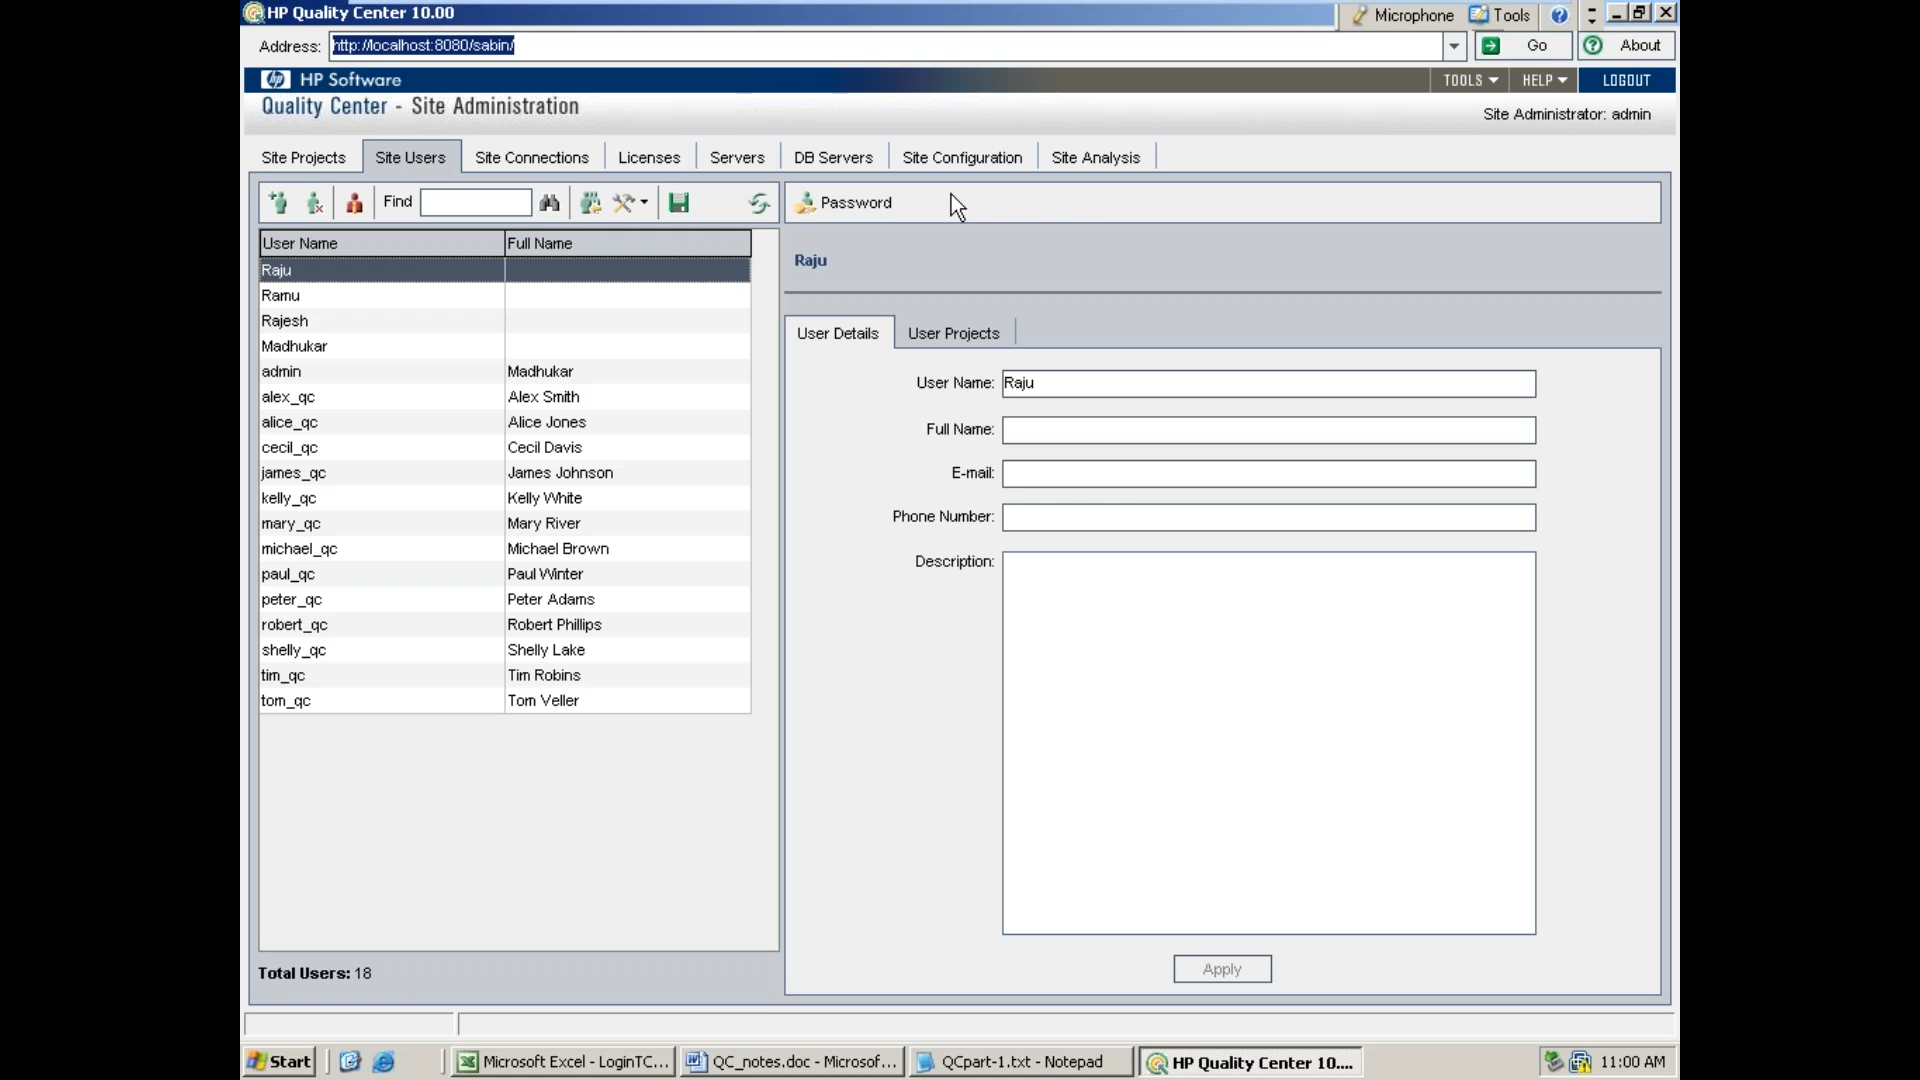 HP Quality Center 10.00
Microphone
Tools
Address: http://localhost:8080/sabin/
Go
About
hp HP Software
TOOLS
HELP
LOGOUT
Quality Center - Site Administration
Site Administrator: admin
Site Projects
Site Users
Site Connections
Licenses
Servers
DB Servers
Site Configuration
Site Analysis
Find
Password
User Name Full Name
Raju
Ramu
Rajesh
Madhukar
admin Madhukar
alex_qc Alex Smith
alice_qc Alice Jones
cecil_qc Cecil Davis
james_qc James Johnson
kelly_qc Kelly White
mary_qc Mary River
michael_qc Michael Brown
paul_qc Paul Winter
peter_qc Peter Adams
robert_qc Robert Phillips
shelly_qc Shelly Lake
tim_qc Tim Robins
tom_qc Tom Veller
Total Users: 18
Raju
User Details
User Projects
User Name: Raju
Full Name:
E-mail:
Phone Number:
Description:
Apply
Start
Microsoft Excel - LoginTC...
QC_notes.doc - Microsof...
QCpart-1.txt - Notepad
HP Quality Center 10....
11:00 AM